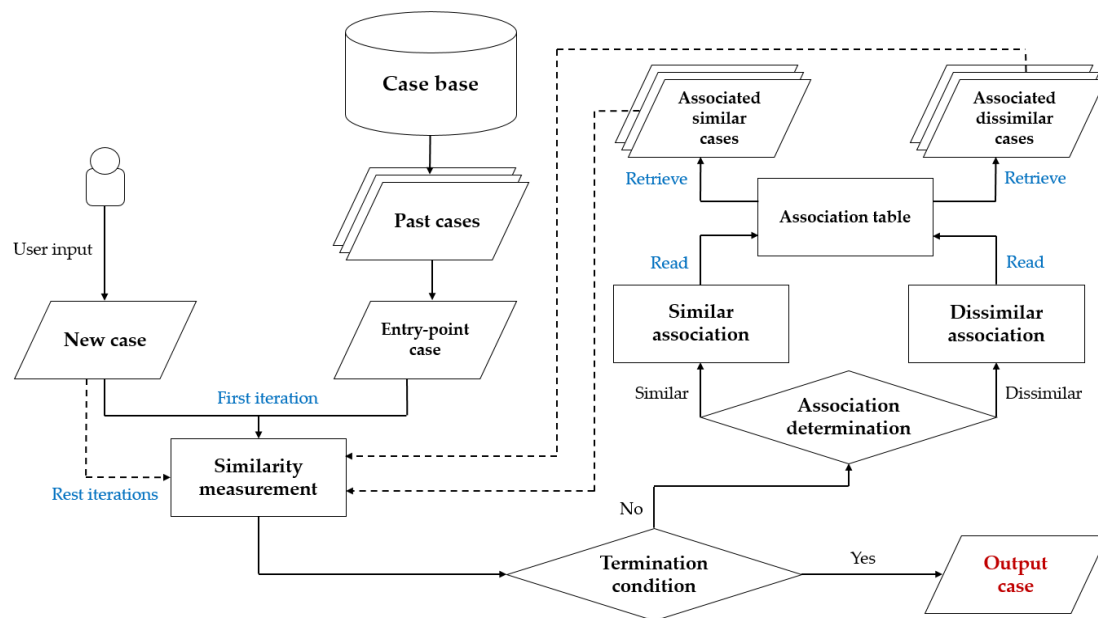 Case base
Associated
similar
cases
Associated
dissimilar
cases
Retrieve
Retrieve
Past cases
Association table
User input
Read
Read
New case
Entry-point
case
Similar
association
Dissimilar
association
First iteration
Similar
Association
determination
Dissimilar
Similarity
measurement
Rest iterations
No
Termination
condition
Yes
Output
case